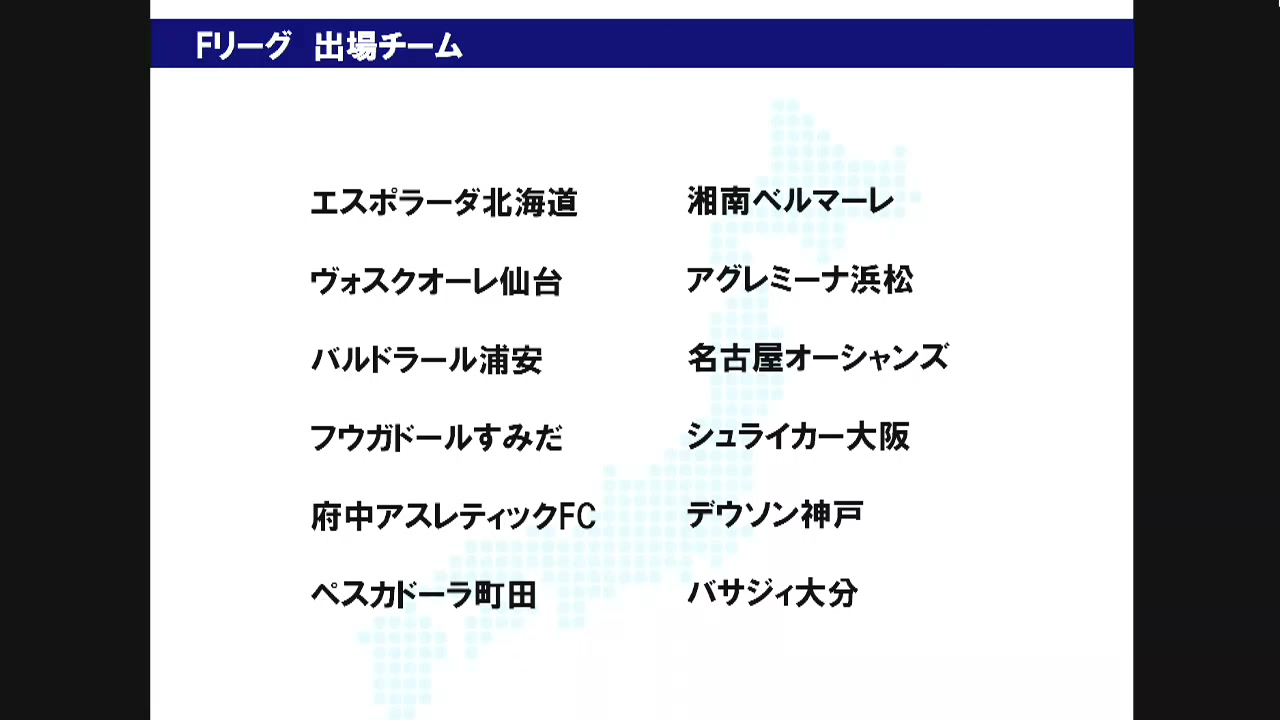 Fリーグ 出場チーム
エスポラーダ北海道
ヴォスクオーレ仙台
バルドラール浦安
フウガドールすみだ
府中アスレティックFC
ペスカドーラ町田
湘南ベルマーレ
アグレミーナ浜松
名古屋オーシャンズ
シュライカー大阪
デウソン神戸
バサジィ大分